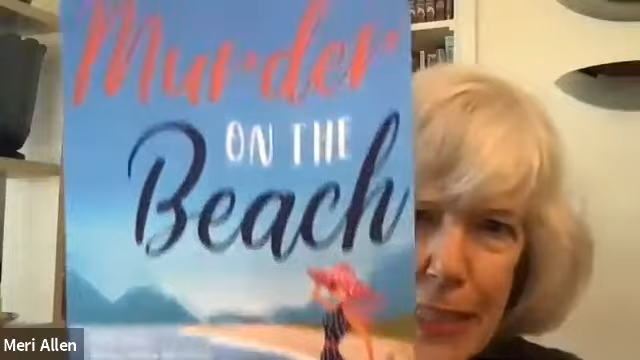 Murder
ON THE
Beach
Meri Allen